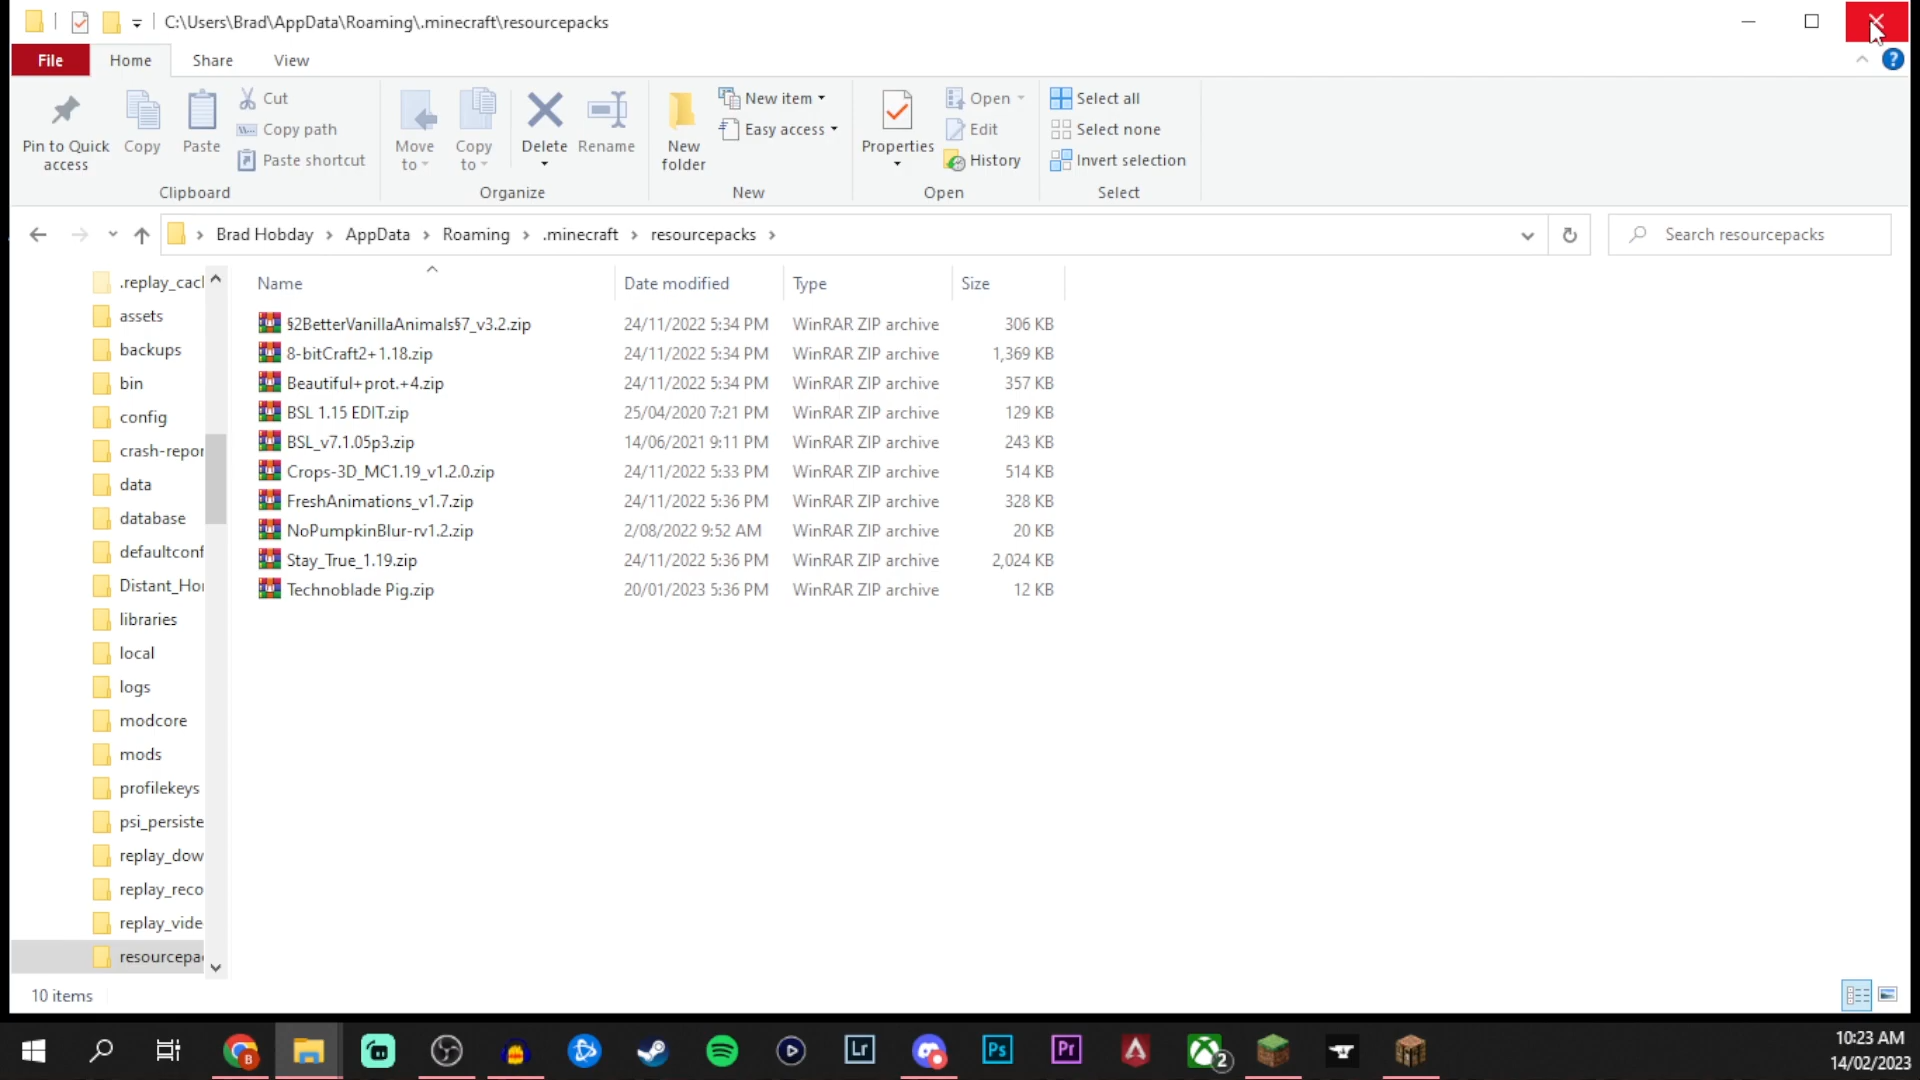 C:\Users\Brad\AppData\Roaming\.minecraft\resourcepacks
File Home Share View
Pin to Quick access
Copy
Paste
Cut
Copy path
Paste shortcut
Clipboard
Move to
Copy to
Delete
Rename
Organize
New folder
New item
Easy access
New
Properties
Open
Edit
History
Open
Select all
Select none
Invert selection
Select
Brad Hobday > AppData > Roaming > .minecraft > resourcepacks >
Search resourcepacks
.replay_cacl
assets
backups
bin
config
crash-repor
data
database
defaultconf
Distant_Hor
libraries
local
logs
modcore
mods
profilekeys
psi_persiste
replay_dow
replay_reco
replay_vide
resourcepac
Name Date modified Type Size
§2BetterVanillaAnimals§7_v3.2.zip 24/11/2022 5:34 PM WinRAR ZIP archive 306 KB
8-bitCraft2+1.18.zip 24/11/2022 5:34 PM WinRAR ZIP archive 1,369 KB
Beautiful+prot.+4.zip 24/11/2022 5:34 PM WinRAR ZIP archive 357 KB
BSL 1.15 EDIT.zip 25/04/2020 7:21 PM WinRAR ZIP archive 129 KB
BSL_v7.1.05p3.zip 14/06/2021 9:11 PM WinRAR ZIP archive 243 KB
Crops-3D_MC1.19_v1.2.0.zip 24/11/2022 5:33 PM WinRAR ZIP archive 514 KB
FreshAnimations_v1.7.zip 24/11/2022 5:36 PM WinRAR ZIP archive 328 KB
NoPumpkinBlur-rv1.2.zip 2/08/2022 9:52 AM WinRAR ZIP archive 20 KB
Stay_True_1.19.zip 24/11/2022 5:36 PM WinRAR ZIP archive 2,024 KB
Technoblade Pig.zip 20/01/2023 5:36 PM WinRAR ZIP archive 12 KB
10 items
B
Lr
Ps
Pr
2
10:23 AM
14/02/2023